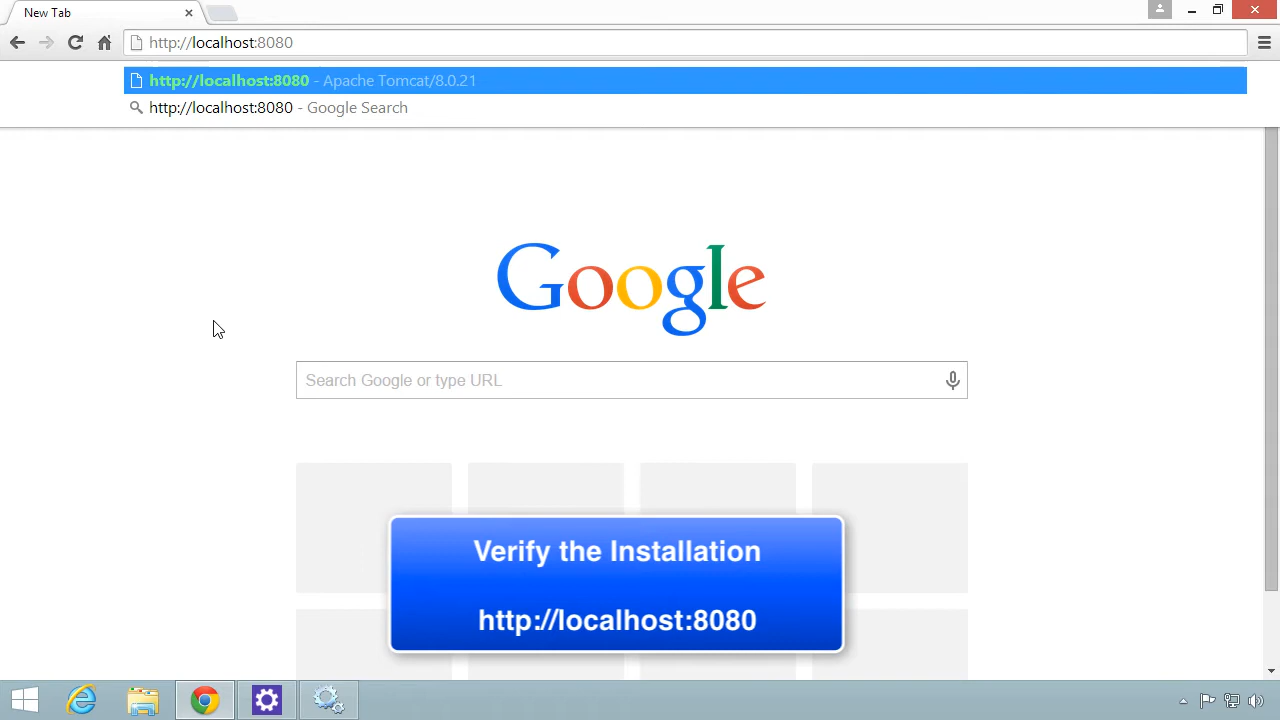 New Tab
http://localhost:8080
http://localhost:8080 - Apache Tomcat/8.0.21
http://localhost:8080 - Google Search
Google
Search Google or type URL
Verify the Installation
http://localhost:8080